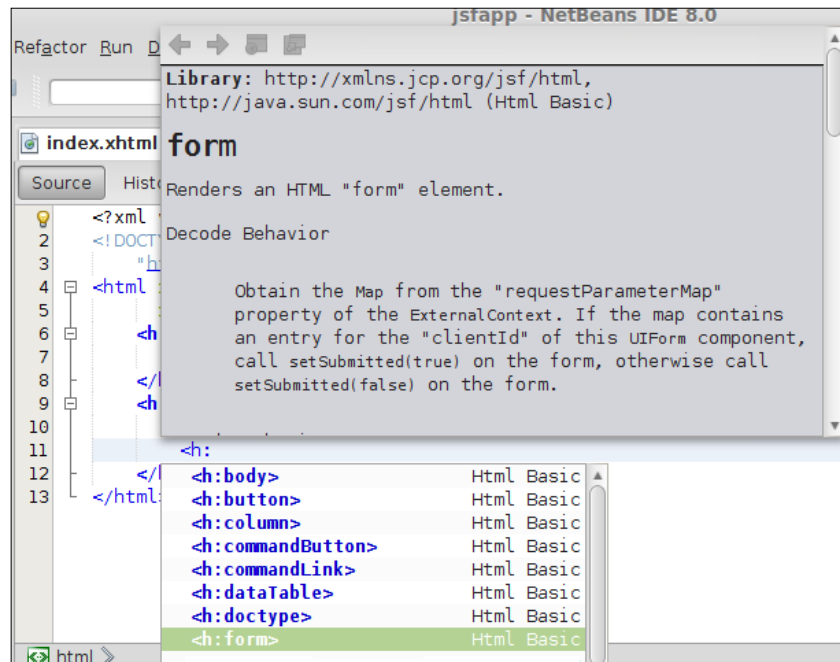 jsfapp - NetBeans IDE 8.0
Refactor Run D
Library: http://xmlns.jcp.org/jsf/html,
http://java.sun.com/jsf/html (Html Basic)
index.xhtml
form
Source Histo
Renders an HTML "form" element.
<?xml v
2 <!DOCTY
Decode Behavior
3 "ht
4 <html
Obtain the Map from the "requestParameterMap"
5
property of the ExternalContext. If the map contains
6 <h
an entry for the "clientId" of this UIForm component,
7
call setSubmitted(true) on the form, otherwise call
8 </h
setSubmitted(false) on the form.
9 <h
10
11 <h:
12 </h
13 </html>
<h:body> Html Basic
<h:button> Html Basic
<h:column> Html Basic
<h:commandButton> Html Basic
<h:commandLink> Html Basic
<h:dataTable> Html Basic
<h:doctype> Html Basic
<h:form> Html Basic
html